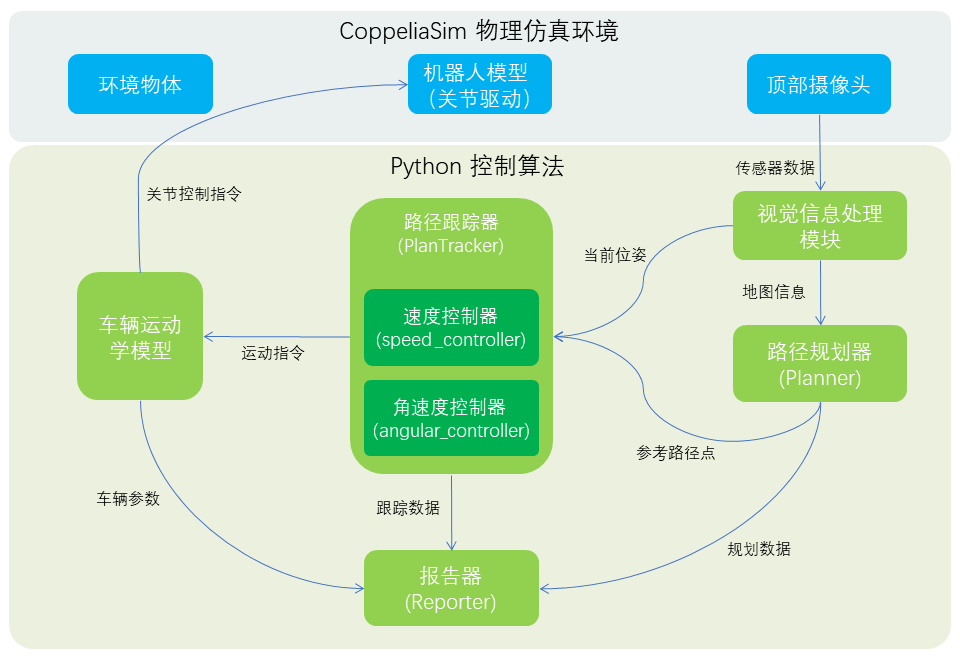 CoppeliaSim 物理仿真环境
环境物体
机器人模型
（关节驱动）
顶部摄像头
Python 控制算法
传感器数据
关节控制指令
路径跟踪器
(PlanTracker)
视觉信息处理
模块
当前位姿
地图信息
速度控制器
(speed_controller)
车辆运动
学模型
运动指令
路径规划器
(Planner)
角速度控制器
(angular_controller)
参考路径点
车辆参数
跟踪数据
规划数据
报告器
(Reporter)